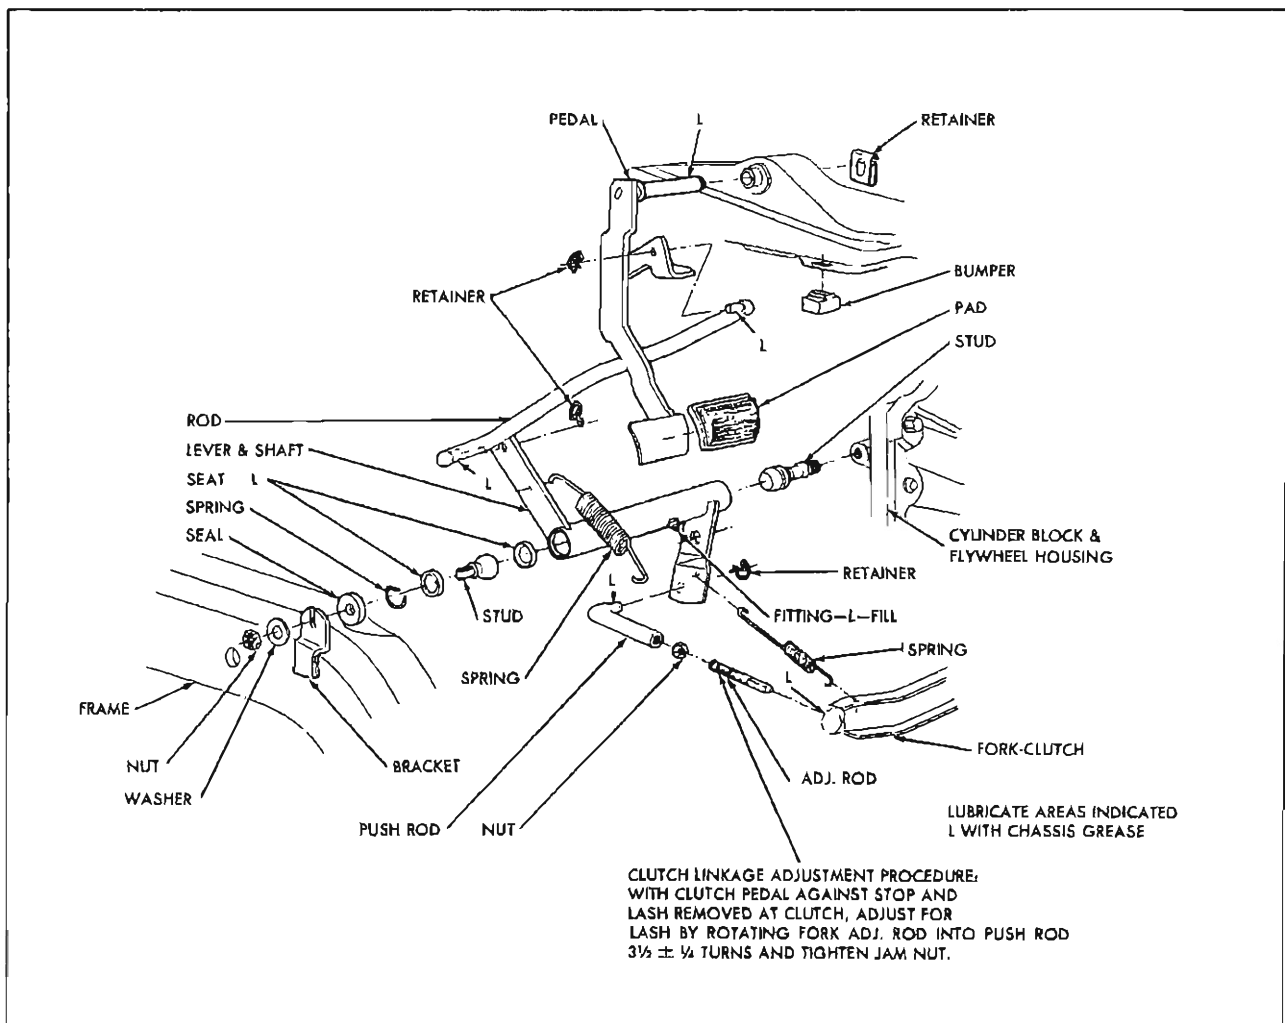 PEDAL
L
RETAINER
RETAINER
BUMPER
PAD
L
STUD
ROD
LEVER & SHAFT
SEAT L
L
SPRING
SEAL
CYLINDER BLOCK &
FLYWHEEL HOUSING
RETAINER
L
STUD
FITTING-L-FILL
SPRING
SPRING
L
FRAME
FORK-CLUTCH
NUT
BRACKET
ADJ. ROD
WASHER
PUSH ROD
NUT
LUBRICATE AREAS INDICATED
L WITH CHASSIS GREASE
CLUTCH LINKAGE ADJUSTMENT PROCEDURE:
WITH CLUTCH PEDAL AGAINST STOP AND
LASH REMOVED AT CLUTCH, ADJUST FOR
LASH BY ROTATING FORK ADJ. ROD INTO PUSH ROD
3½ ± ¼ TURNS AND TIGHTEN JAM NUT.